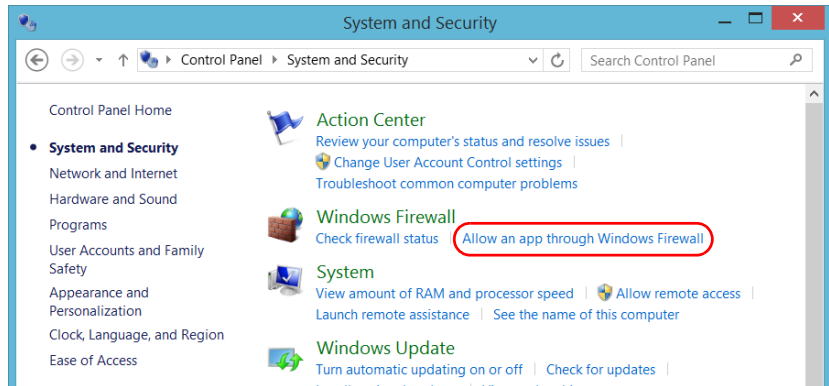 System and Security
Control Panel System and Security
Search Control Panel
Control Panel Home
System and Security
Network and Internet
Hardware and Sound
Programs
User Accounts and Family
Safety
Appearance and
Personalization
Clock, Language, and Region
Ease of Access
Action Center
Review your computer's status and resolve issues
Change User Account Control settings
Troubleshoot common computer problems
Windows Firewall
Check firewall status Allow an app through Windows Firewall
System
View amount of RAM and processor speed Allow remote access
Launch remote assistance See the name of this computer
Windows Update
Turn automatic updating on or off Check for updates